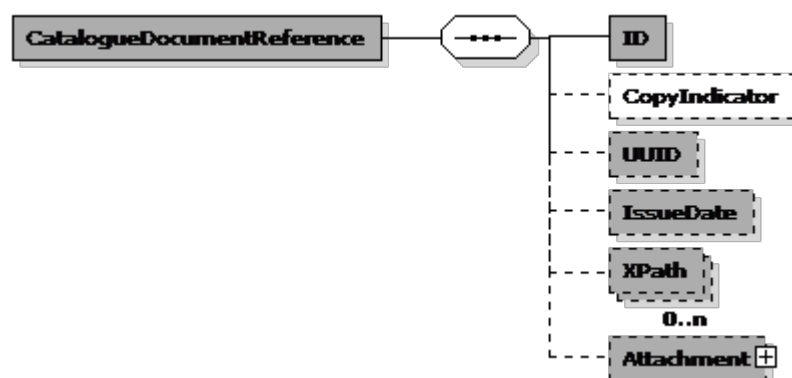 CatalogueDocumentReference
ID
CopyIndicator
UUID
IssueDate
XPath
0..n
Attachment